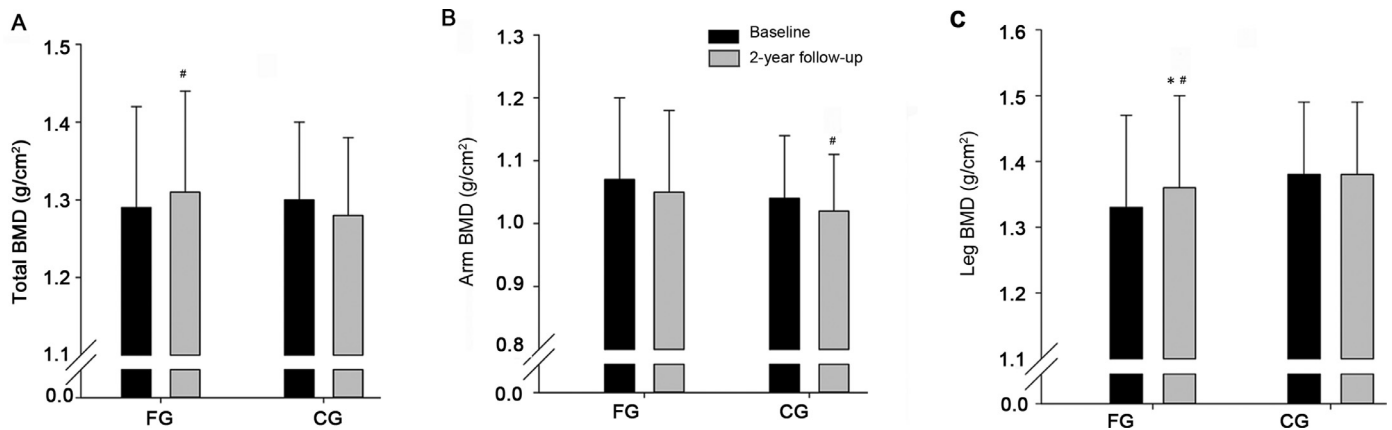 A
Total BMD (g/cm²)
1.5
1.4
1.3
1.2
1.1
0.0
#
FG CG
B
Arm BMD (g/cm²)
1.3
1.2
1.1
1.0
0.9
0.8
0.0
Baseline
2-year follow-up
#
FG CG
C
Leg BMD (g/cm²)
1.6
1.5
1.4
1.3
1.2
1.1
0.0
* #
FG CG